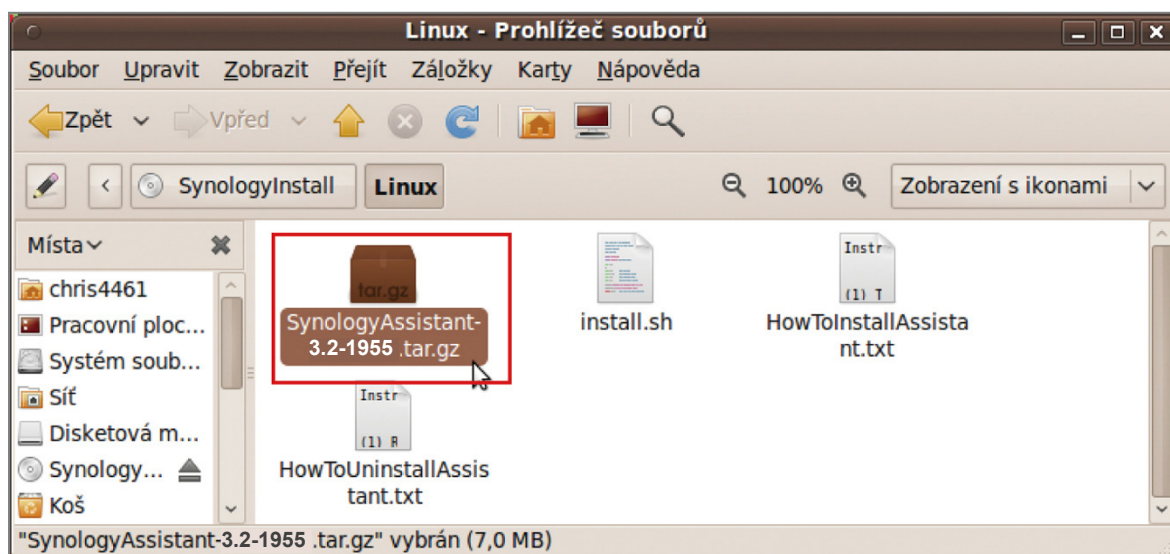 Linux - Prohlížeč souborů
Soubor Upravit Zobrazit Přejít Záložky Karty Nápověda
Zpět Vpřed
SynologyInstall Linux 100% Zobrazení s ikonami
Místa
chris4461
Pracovní ploc...
Systém soub...
Síť
Disketová m...
Synology...
Koš
tar.gz
SynologyAssistant-
3.2-1955 .tar.gz
install.sh
Instr
(1) T
HowToInstallAssista
nt.txt
Instr
(1) R
HowToUninstallAssis
tant.txt
"SynologyAssistant-3.2-1955 .tar.gz" vybrán (7,0 MB)